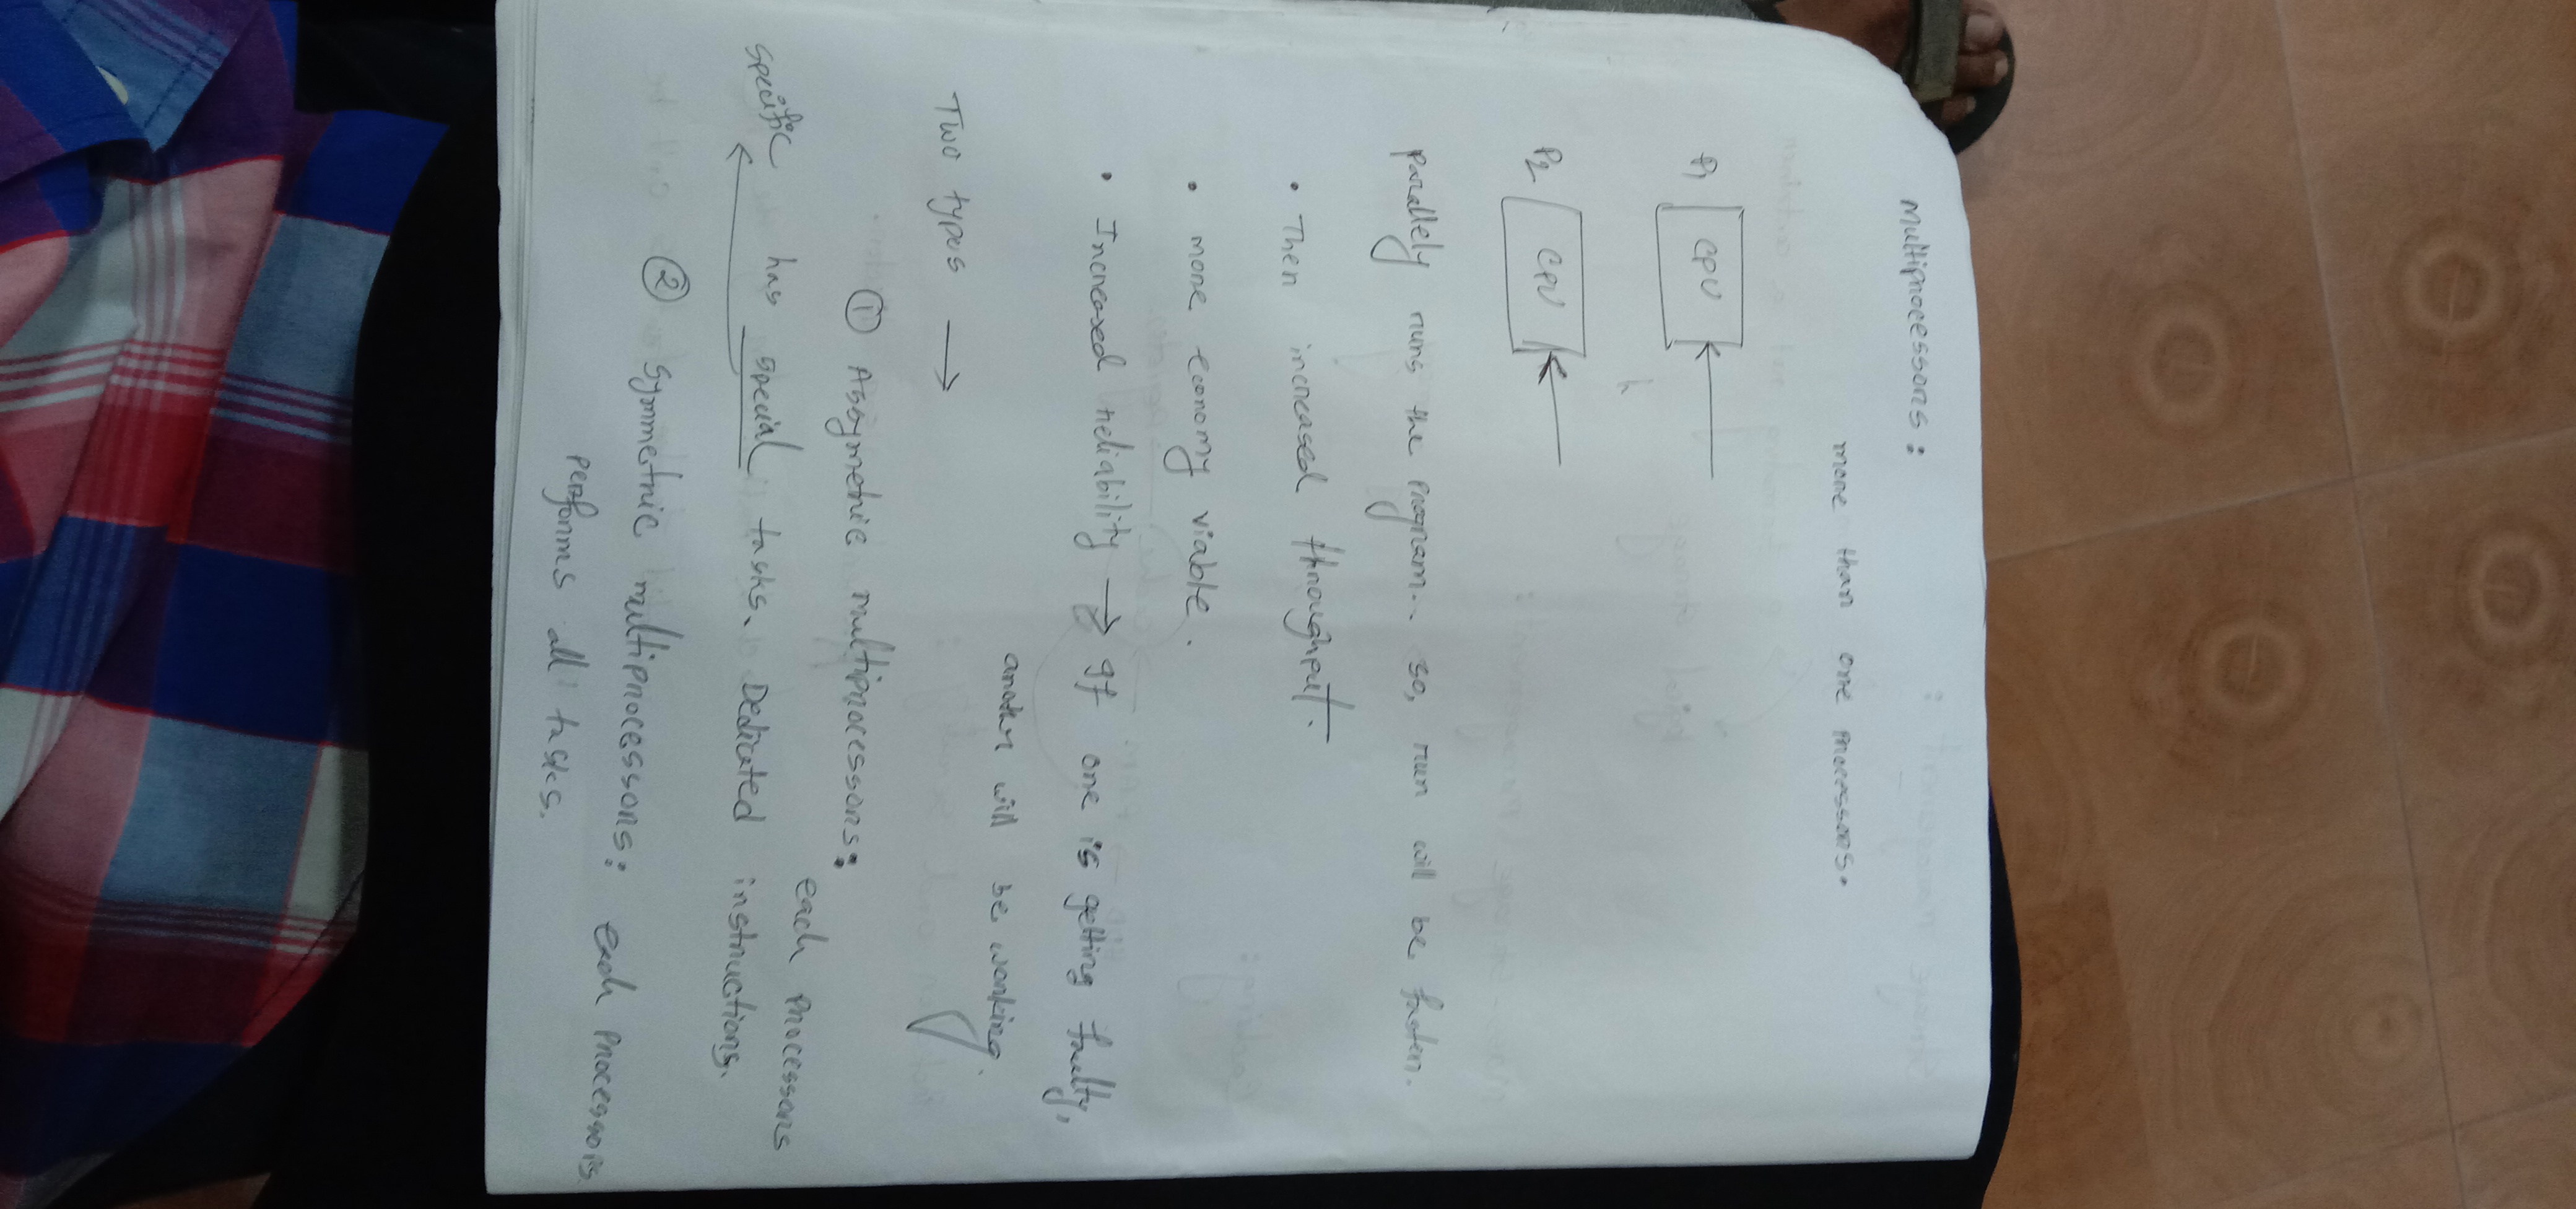 Multiprocessors:
more than one processors.
P1 CPU
P2 CPU
parallely runs the program.. so, run will be faster.
• Then increased throughput.
• more economy viable.
• Increased reliability → If one is getting faulty,
another will be working.
Two types →
① Assymetric multiprocessors:
each processors
specific has special tasks. Dedicated instructions.
② Symmetric multiprocessors: each processors
performs all tasks.